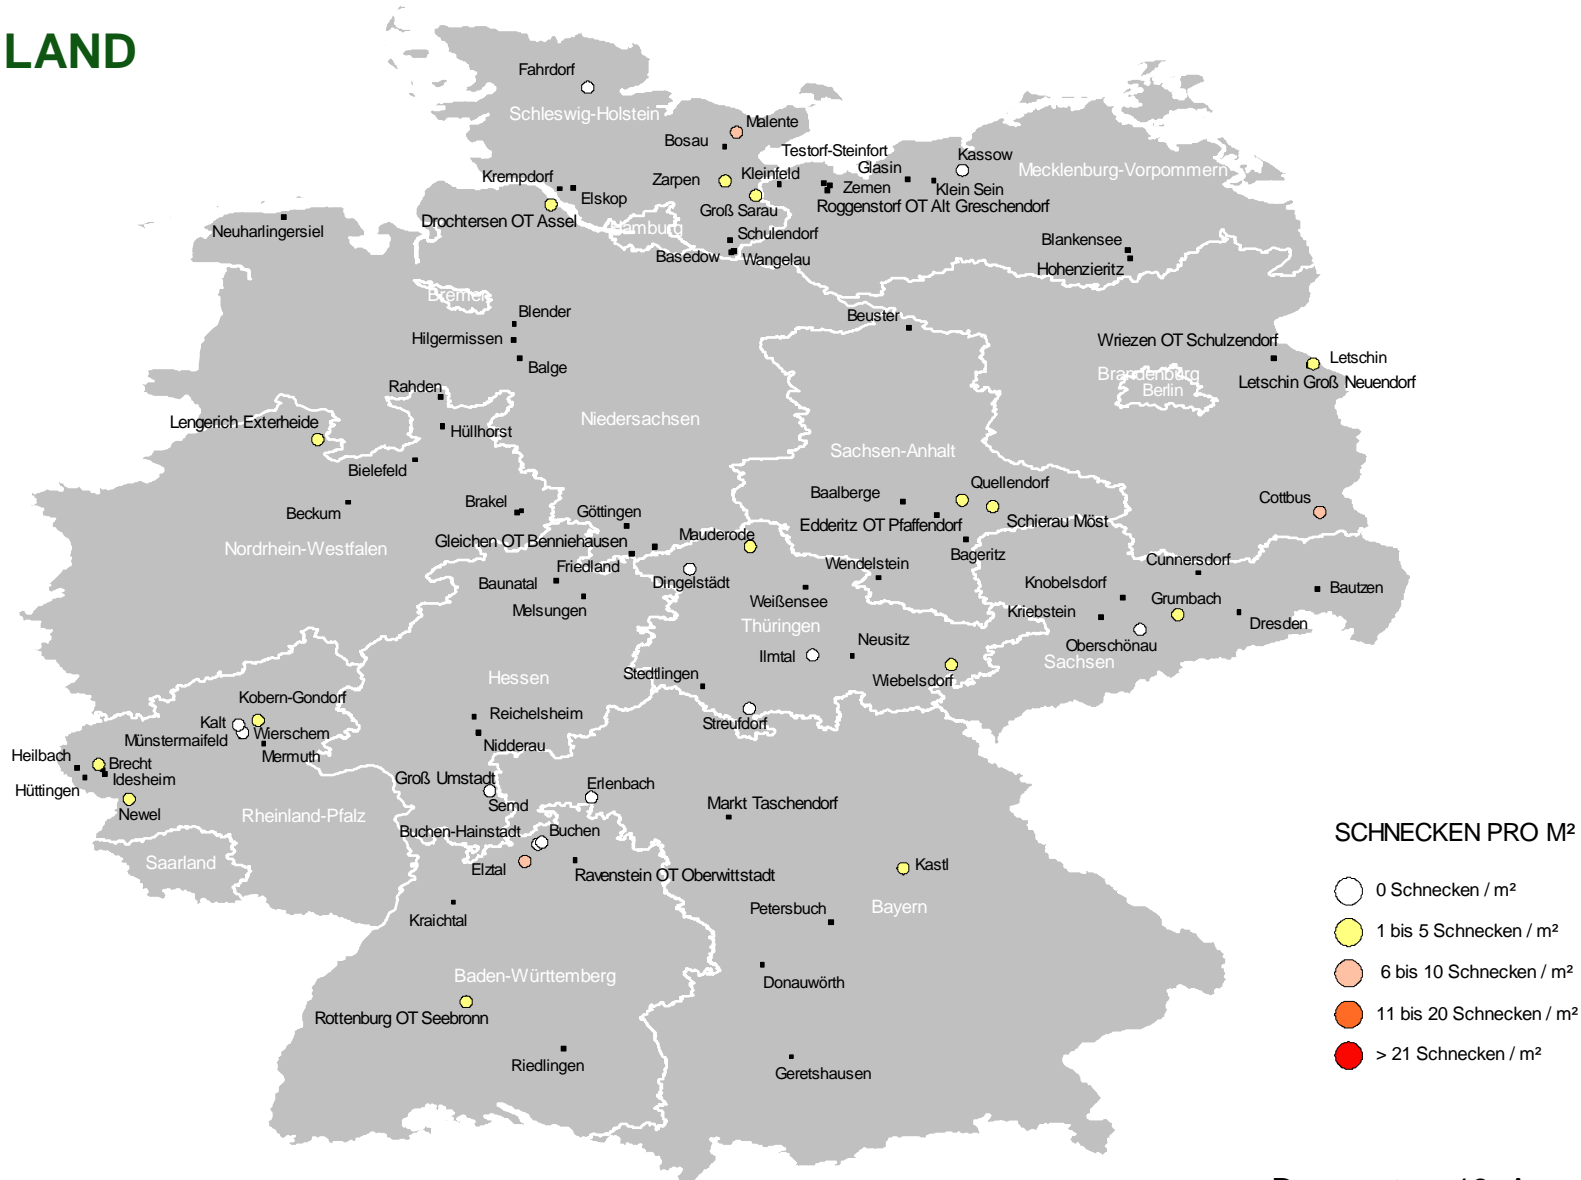 LAND
Fahrdorf
Schleswig-Holstein
Malente
Bosau
Testorf-Steinfort
Kassow
Glasin
Mecklenburg-Vorpommern
Krempdorf
Zarpen
Kleinfeld
Zemen
Klein Sein
Elskop
Groß Sarau
Roggenstorf OT Alt Greschendorf
Drochtersen OT Assel
Neuharlingersiel
Hamburg
Schulendorf
Blankensee
Basedow
Wangelau
Hohenzieritz
Bremen
Blender
Beuster
Hilgermissen
Wriezen OT Schulzendorf
Balge
Letschin
Brandenburg
Letschin Groß Neuendorf
Rahden
Berlin
Lengerich Exterheide
Niedersachsen
Hüllhorst
Sachsen-Anhalt
Bielefeld
Quellendorf
Baalberge
Cottbus
Brakel
Göttingen
Beckum
Edderitz OT Pfaffendorf
Schierau Möst
Mauderode
Gleichen OT Benniehausen
Nordrhein-Westfalen
Bageritz
Cunnersdorf
Friedland
Wendelstein
Baunatal
Dingelstädt
Knobelsdorf
Bautzen
Melsungen
Weißensee
Grumbach
Kriebstein
Thüringen
Dresden
Neusitz
Oberschönau
Ilmtal
Sachsen
Stedtlingen
Hessen
Wiebelsdorf
Kobern-Gondorf
Reichelsheim
Kalt
Streufdorf
Wierschem
Münstermaifeld
Nidderau
Heilbach
Mermuth
Brecht
Idesheim
Groß Umstadt
Erlenbach
Hüttingen
Semd
Markt Taschendorf
Newel
Rheinland-Pfalz
Buchen-Hainstadt
Buchen
SCHNECKEN PRO M²
Saarland
Elztal
Ravenstein OT Oberwittstadt
Kastl
0 Schnecken / m²
Petersbuch
Bayern
Kraichtal
1 bis 5 Schnecken / m²
Baden-Württemberg
6 bis 10 Schnecken / m²
Donauwörth
Rottenburg OT Seebronn
11 bis 20 Schnecken / m²
Riedlingen
> 21 Schnecken / m²
Geretshausen